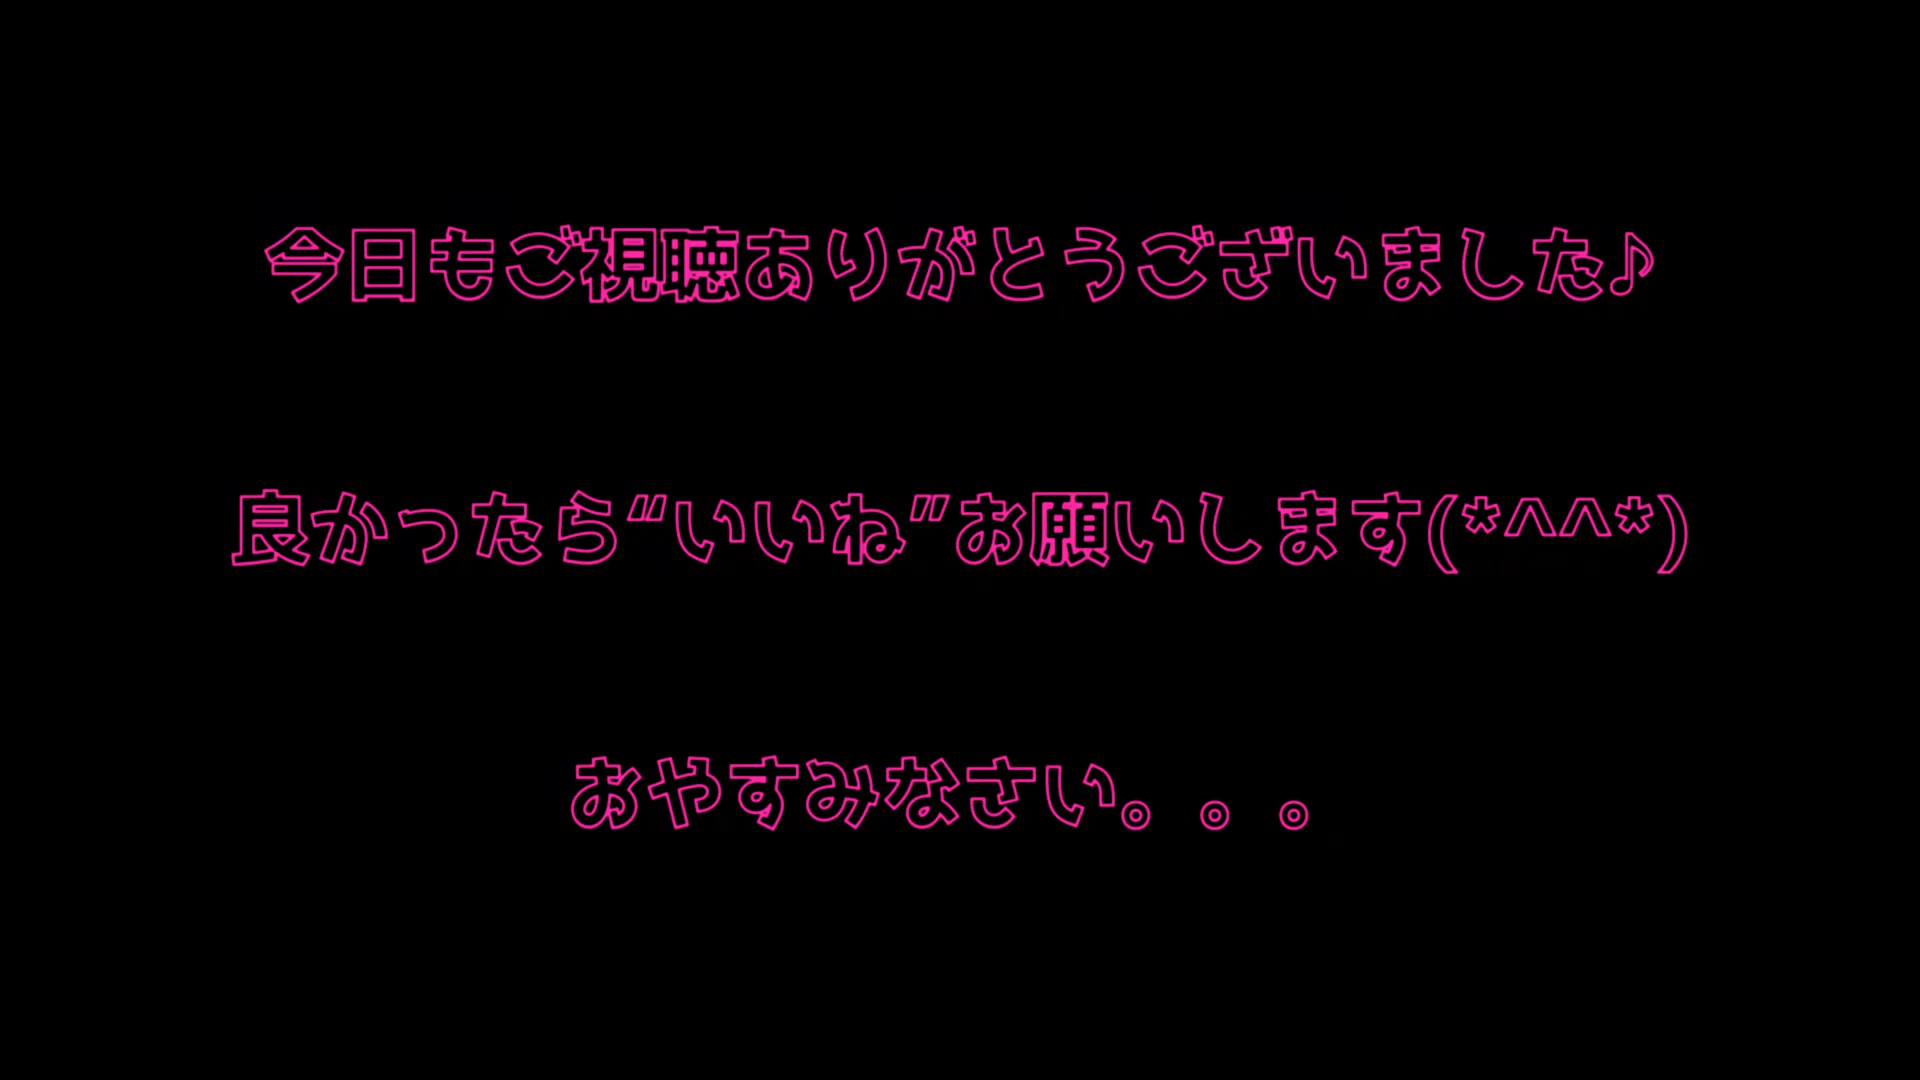 今日もご視聴ありがとうございました♪
良かったら“いいね”お願いします(*^^*)
おやすみなさい。。。